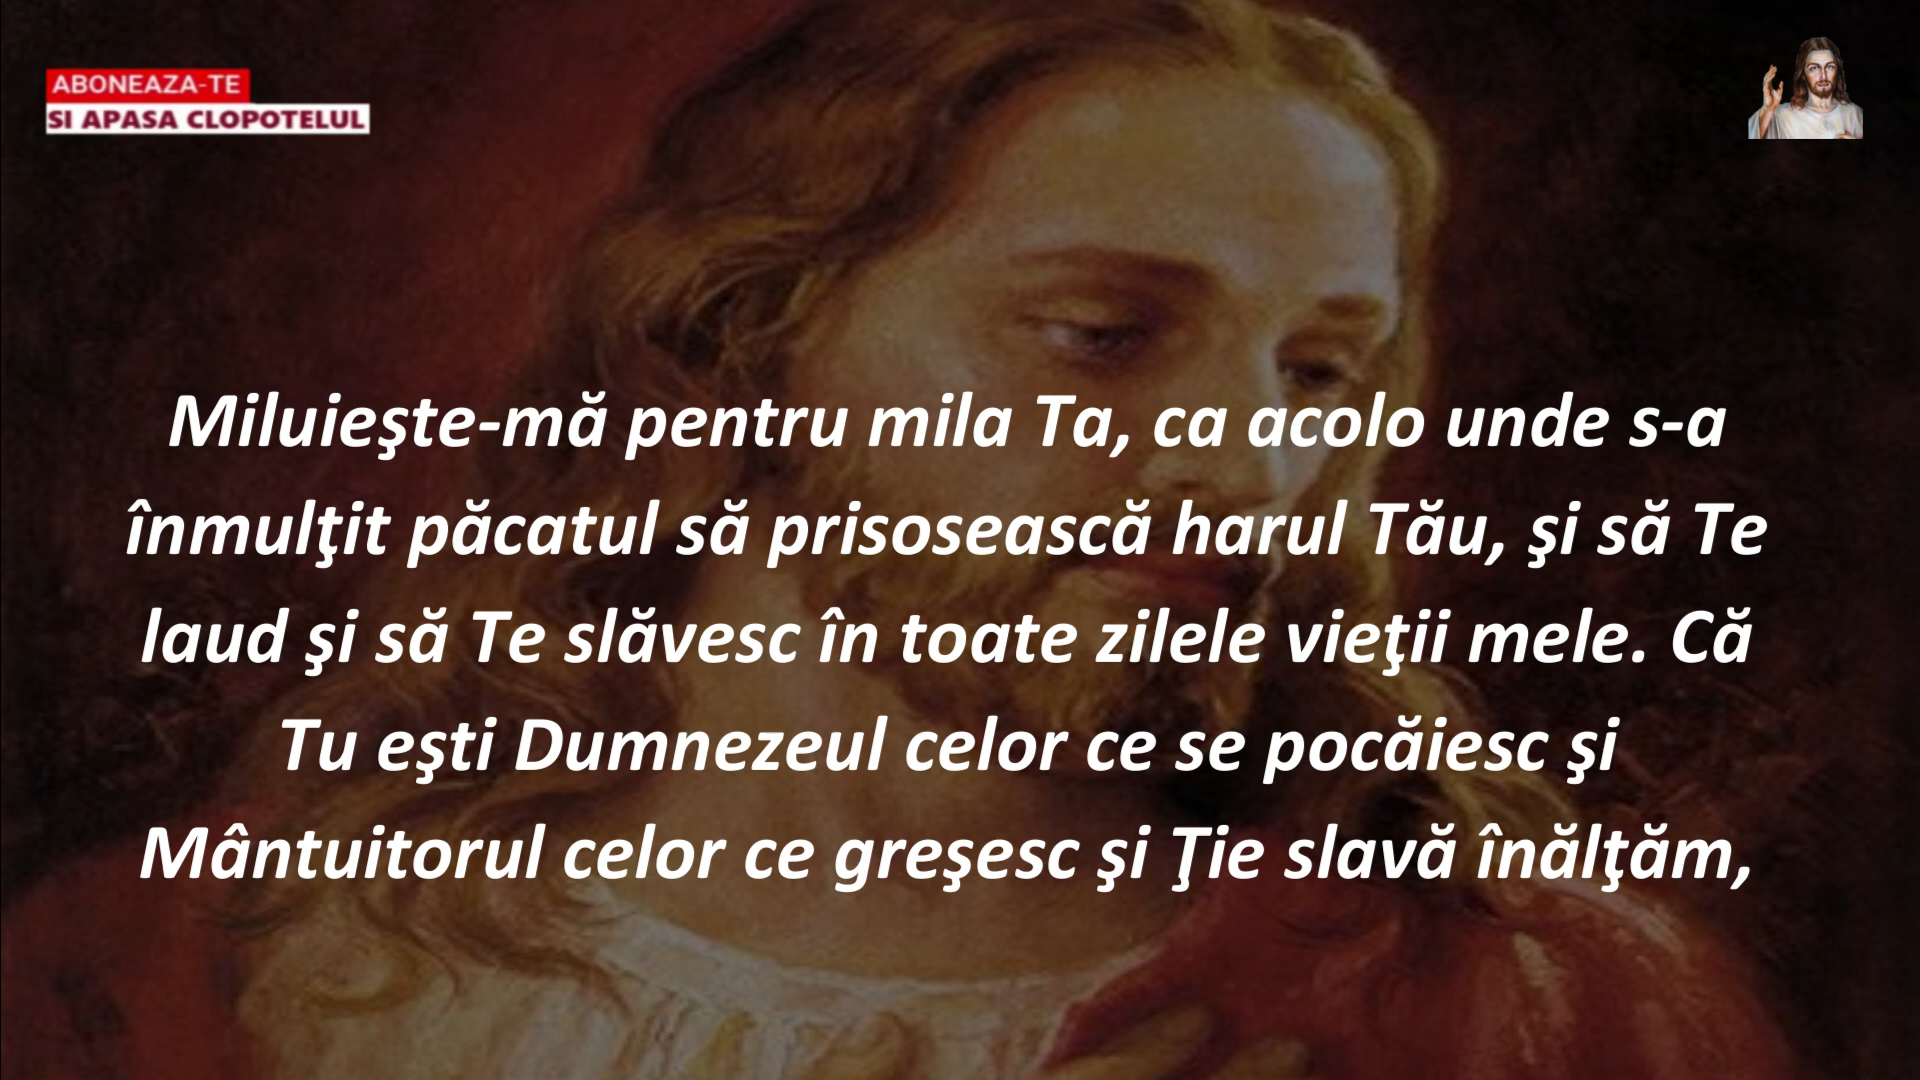 ABONEAZA-TE
SI APASA CLOPOTELUL
Miluieşte-mă pentru mila Ta, ca acolo unde s-a
înmulţit păcatul să prisosească harul Tău, şi să Te
laud şi să Te slăvesc în toate zilele vieţii mele. Că
Tu eşti Dumnezeul celor ce se pocăiesc şi
Mântuitorul celor ce greşesc şi Ţie slavă înălţăm,